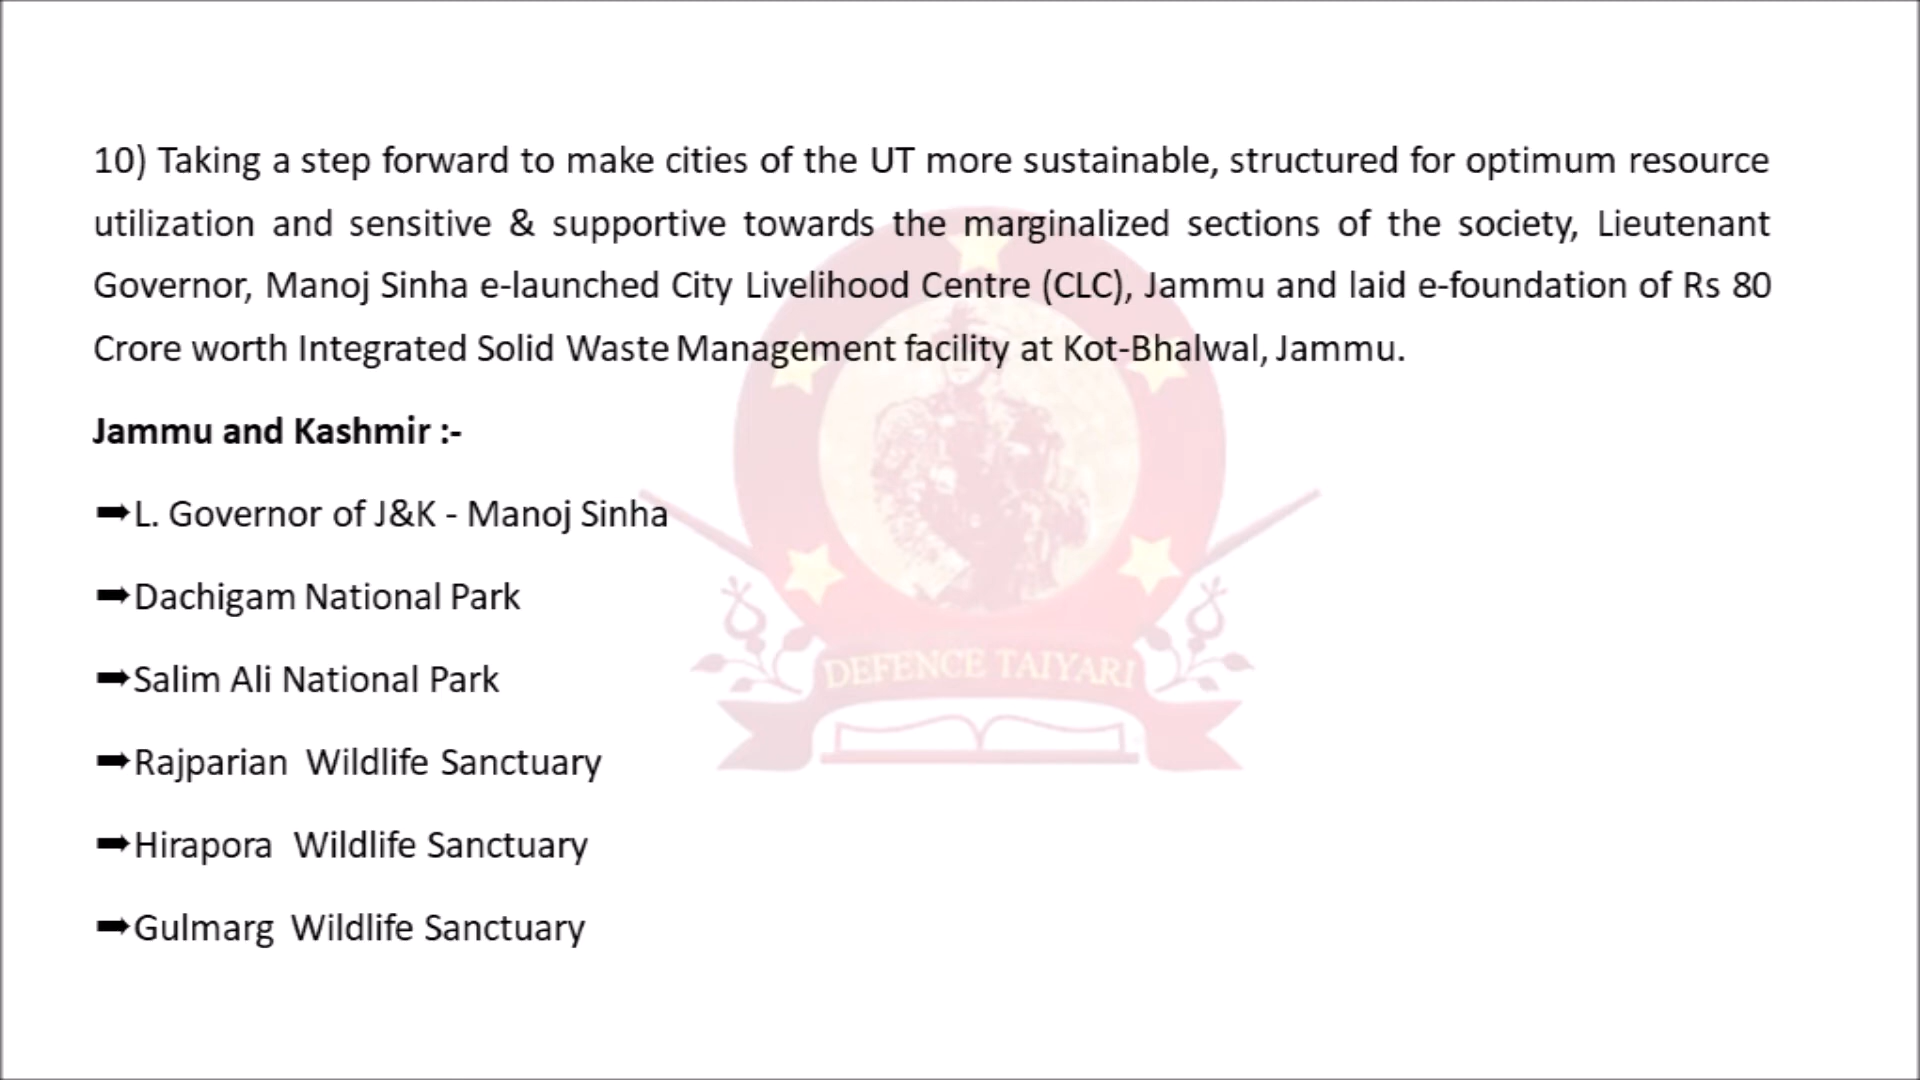 10) Taking a step forward to make cities of the UT more sustainable, structured for optimum resource
utilization and sensitive & supportive towards the marginalized sections of the society, Lieutenant
Governor, Manoj Sinha e-launched City Livelihood Centre (CLC), Jammu and laid e-foundation of Rs 80
Crore worth Integrated Solid Waste Management facility at Kot-Bhalwal, Jammu.
Jammu and Kashmir :-
➡L. Governor of J&K - Manoj Sinha
➡Dachigam National Park
➡Salim Ali National Park
DEFENCE TAIYARI
➡Rajparian Wildlife Sanctuary
➡Hirapora Wildlife Sanctuary
➡Gulmarg Wildlife Sanctuary